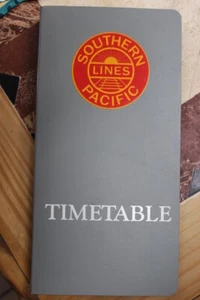 SOUTHERN
LINES
PACIFIC
TIMETABLE